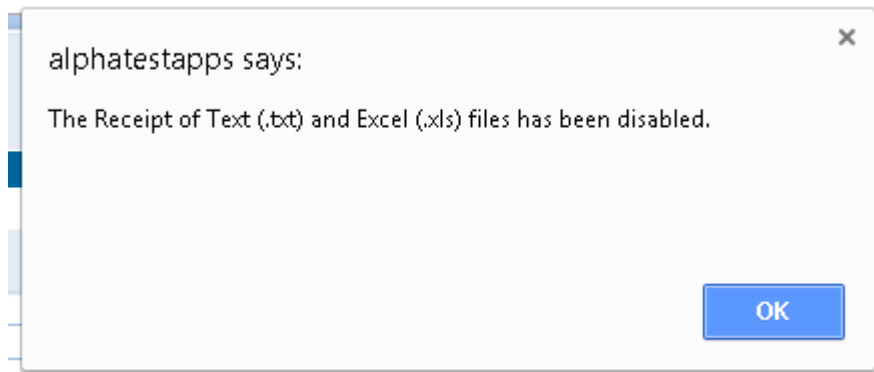 alphatestapps says:
The Receipt of Text (.txt) and Excel (.xls) files has been disabled.
OK